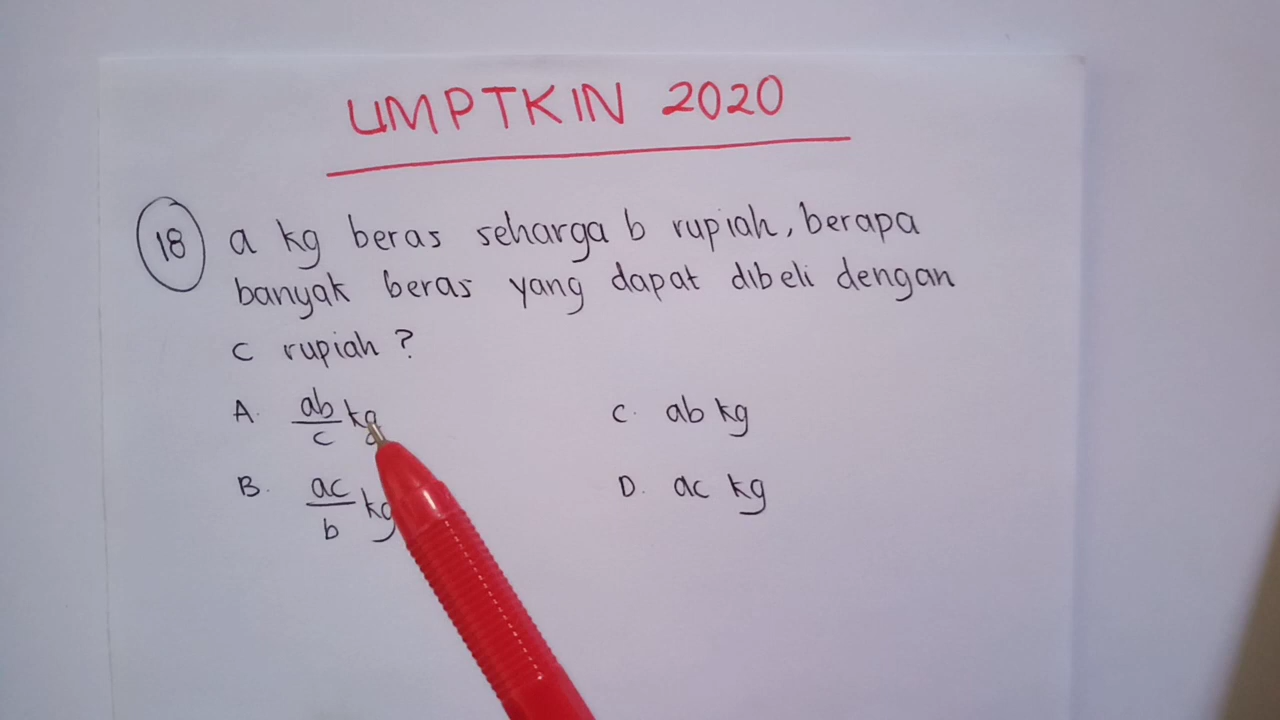 UMPTKIN 2020
18 a kg beras seharga b rupiah, berapa
banyak beras yang dapat dibeli dengan
c rupiah ?
A. ab/c kg
C. ab kg
B. ac/b kg
D. ac kg